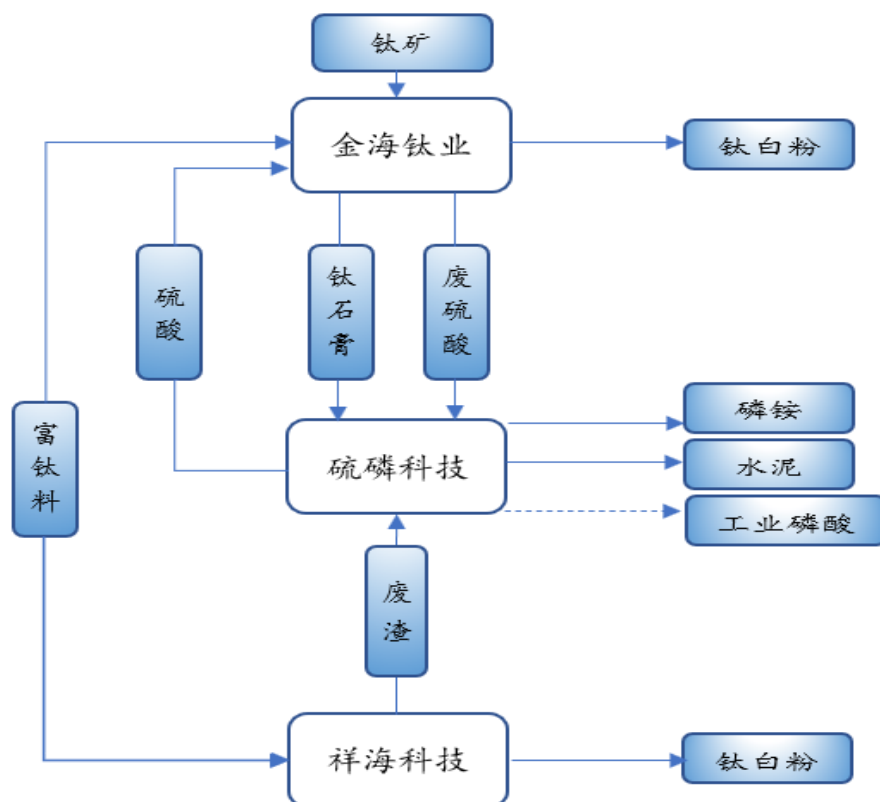 钛矿
金海钛业
钛白粉
硫酸
钛石膏
废硫酸
富钛料
硫磷科技
磷铵
水泥
工业磷酸
废渣
祥海科技
钛白粉